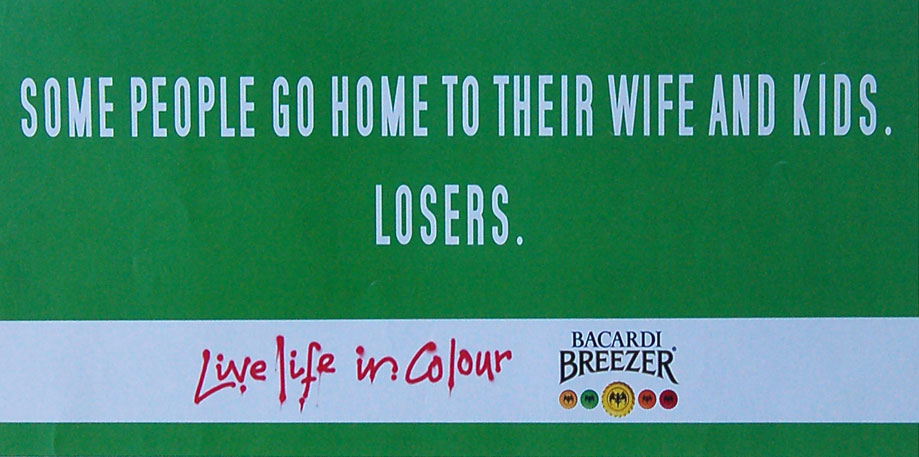 SOME PEOPLE GO HOME TO THEIR WIFE AND KIDS.
LOSERS.
Live life in Colour
BACARDI
BREEZER®